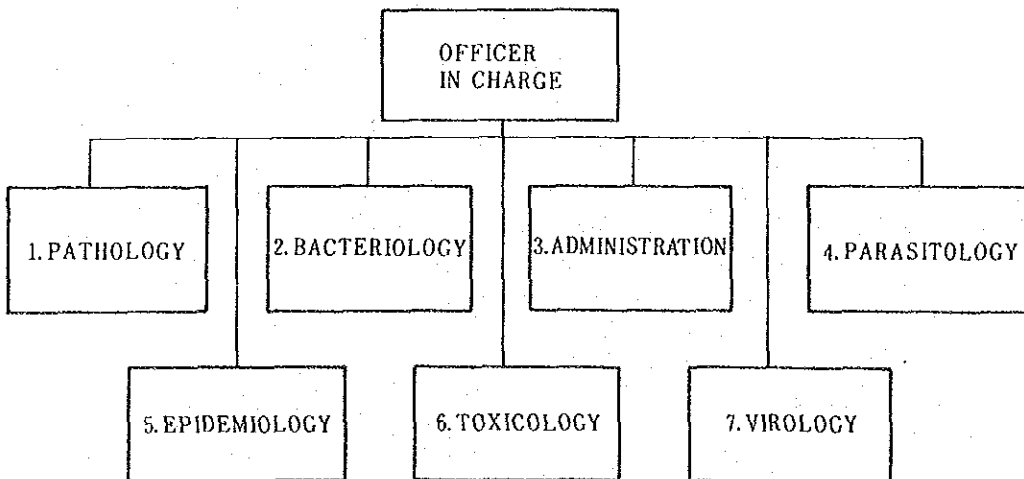 OFFICER
IN CHARGE
1. PATHOLOGY
2. BACTERIOLOGY
3. ADMINISTRATION
4. PARASITOLOGY
5. EPIDEMIOLOGY
6. TOXICOLOGY
7. VIROLOGY